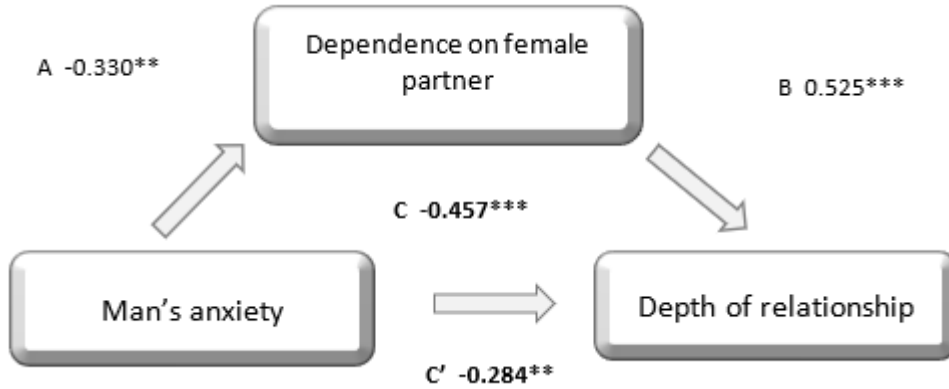 Dependence on female
partner
A -0.330**
B 0.525***
C -0.457***
Man's anxiety
Depth of relationship
C' -0.284**